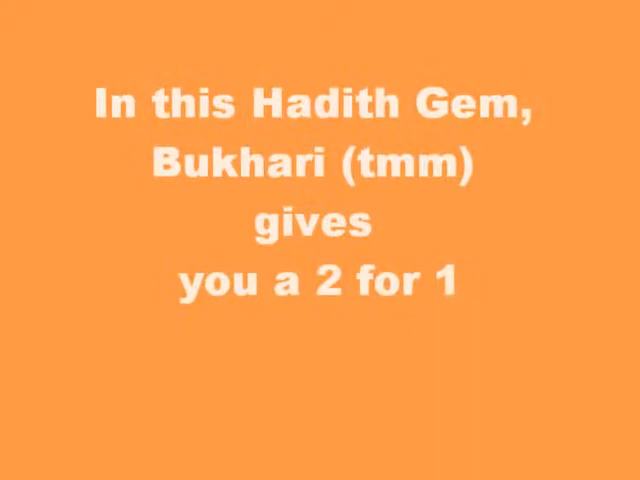 In this Hadith Gem,
Bukhari (tmm)
gives
you a 2 for 1